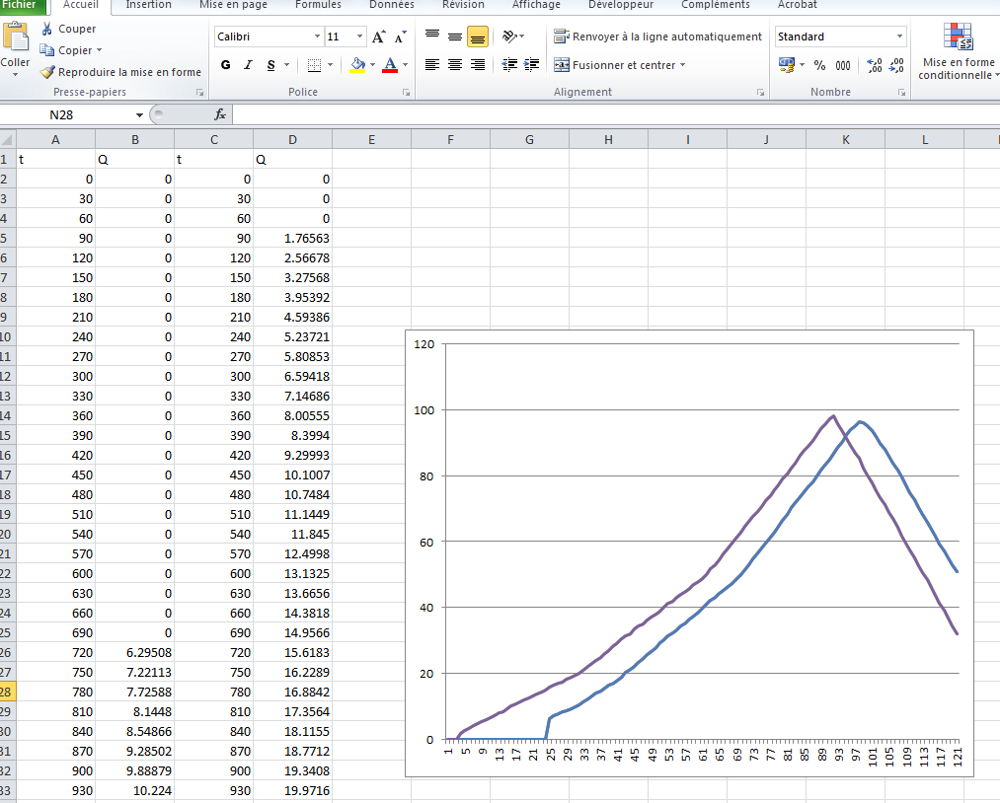 Fichier Accueil Insertion Mise en page Formules Données Révision Affichage Développeur Compléments Acrobat
Coller
Couper
Copier
Reproduire la mise en forme
Presse-papiers
Calibri 11 A A
G I S A
Police
Renvoyer à la ligne automatiquement
Fusionner et centrer
Alignement
Standard
% 000
Nombre
Mise en forme
conditionnelle
N28 fx
A B C D E F G H I J K L
1 t Q t Q
2 0 0 0 0
3 30 0 30 0
4 60 0 60 0
5 90 0 90 1.76563
6 120 0 120 2.56678
7 150 0 150 3.27568
8 180 0 180 3.95392
9 210 0 210 4.59386
10 240 0 240 5.23721
11 270 0 270 5.80853
12 300 0 300 6.59418
13 330 0 330 7.14686
14 360 0 360 8.00555
15 390 0 390 8.3994
16 420 0 420 9.29993
17 450 0 450 10.1007
18 480 0 480 10.7484
19 510 0 510 11.1449
20 540 0 540 11.845
21 570 0 570 12.4998
22 600 0 600 13.1325
23 630 0 630 13.6656
24 660 0 660 14.3818
25 690 0 690 14.9566
26 720 6.29508 720 15.6183
27 750 7.22113 750 16.2289
28 780 7.72588 780 16.8842
29 810 8.1448 810 17.3564
30 840 8.54866 840 18.1155
31 870 9.28502 870 18.7712
32 900 9.88879 900 19.3408
33 930 10.224 930 19.9716
120
100
80
60
40
20
0
1 5 9 13 17 21 25 29 33 37 41 45 49 53 57 61 65 69 73 77 81 85 89 93 97 101 105 109 113 117 121